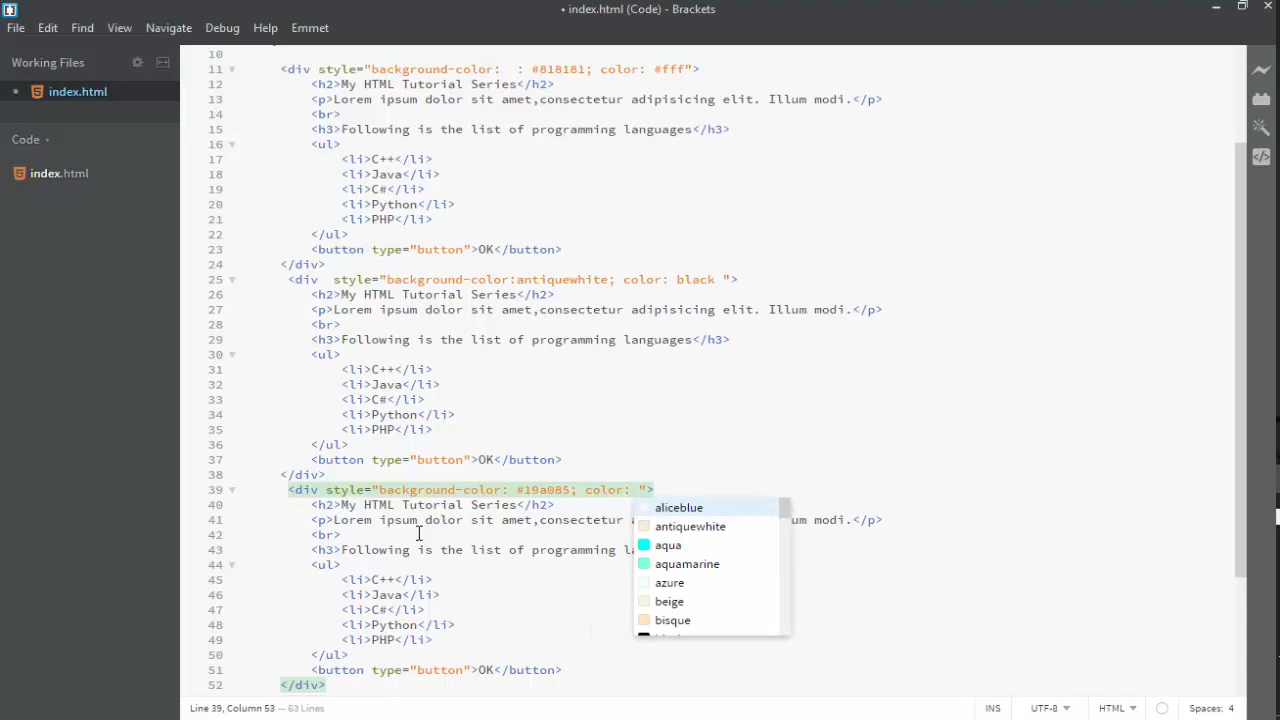 • index.html (Code) - Brackets
File Edit Find View Navigate Debug Help Emmet
Working Files
• index.html
Code
index.html
10
11 <div style="background-color:  : #818181; color: #fff">
12 <h2>My HTML Tutorial Series</h2>
13 <p>Lorem ipsum dolor sit amet,consectetur adipisicing elit. Illum modi.</p>
14 <br>
15 <h3>Following is the list of programming languages</h3>
16 <ul>
17 <li>C++</li>
18 <li>Java</li>
19 <li>C#</li>
20 <li>Python</li>
21 <li>PHP</li>
22 </ul>
23 <button type="button">OK</button>
24 </div>
25 <div  style="background-color:antiquewhite; color: black ">
26 <h2>My HTML Tutorial Series</h2>
27 <p>Lorem ipsum dolor sit amet,consectetur adipisicing elit. Illum modi.</p>
28 <br>
29 <h3>Following is the list of programming languages</h3>
30 <ul>
31 <li>C++</li>
32 <li>Java</li>
33 <li>C#</li>
34 <li>Python</li>
35 <li>PHP</li>
36 </ul>
37 <button type="button">OK</button>
38 </div>
39 <div style="background-color: #19a085; color: ">
40 <h2>My HTML Tutorial Series</h2>
41 <p>Lorem ipsum dolor sit amet,consectetur um modi.</p>
42 <br>
43 <h3>Following is the list of programming
44 <ul>
45 <li>C++</li>
46 <li>Java</li>
47 <li>C#</li>
48 <li>Python</li>
49 <li>PHP</li>
50 </ul>
51 <button type="button">OK</button>
52 </div>
aliceblue
antiquewhite
aqua
aquamarine
azure
beige
bisque
Line 39, Column 53 — 63 Lines
INS UTF-8 HTML Spaces: 4